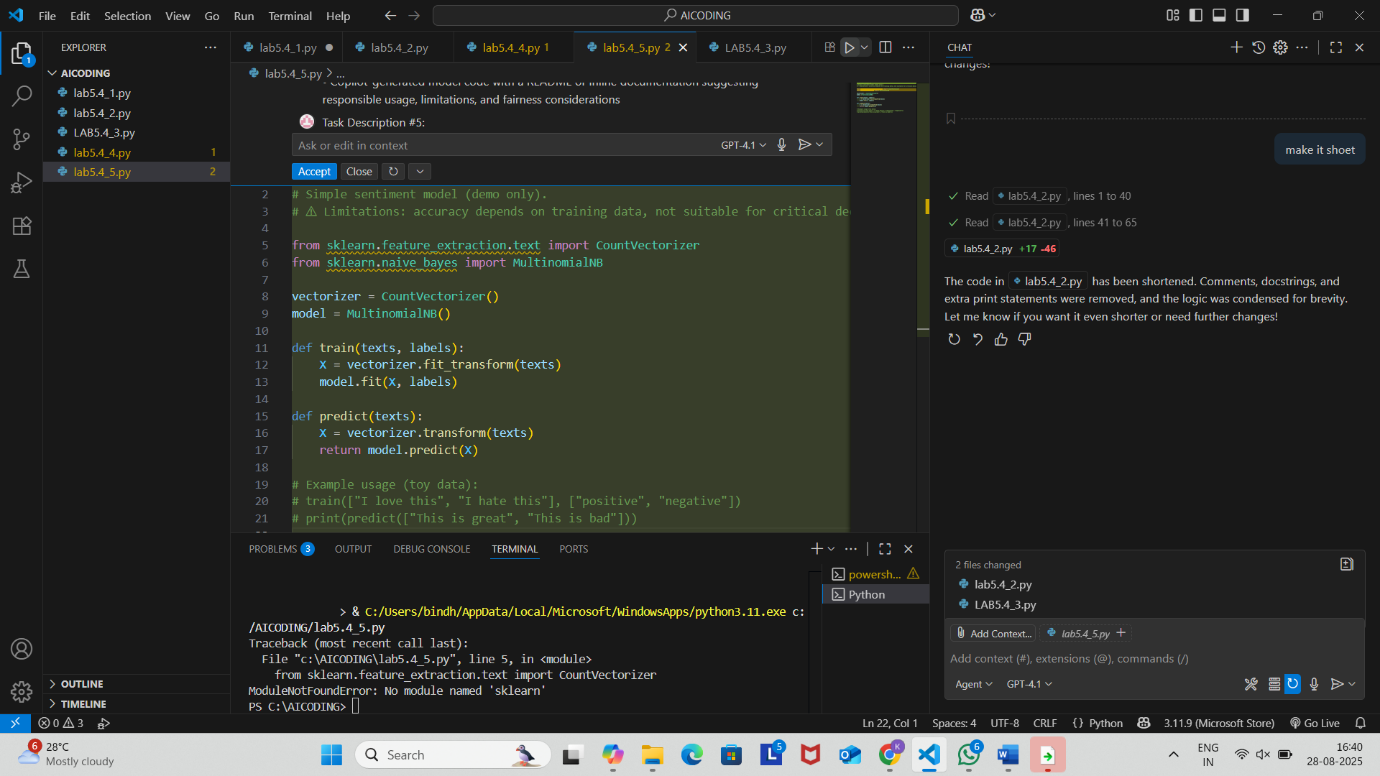 File Edit Selection View Go Run Terminal Help
AICODING
EXPLORER
AICODING
lab5.4_1.py
lab5.4_2.py
LAB5.4_3.py
lab5.4_4.py 1
lab5.4_5.py 2
OUTLINE
TIMELINE
1
lab5.4_1.py
lab5.4_2.py
lab5.4_4.py 1
lab5.4_5.py 2
LAB5.4_3.py
lab5.4_5.py > ...
responsible usage, limitations, and fairness considerations
Task Description #5:
Ask or edit in context GPT-4.1
Accept Close
2 # Simple sentiment model (demo only).
3 # ⚠ Limitations: accuracy depends on training data, not suitable for critical de
4
5 from sklearn.feature_extraction.text import CountVectorizer
6 from sklearn.naive_bayes import MultinomialNB
7
8 vectorizer = CountVectorizer()
9 model = MultinomialNB()
10
11 def train(texts, labels):
12 X = vectorizer.fit_transform(texts)
13 model.fit(X, labels)
14
15 def predict(texts):
16 X = vectorizer.transform(texts)
17 return model.predict(X)
18
19 # Example usage (toy data):
20 # train(["I love this", "I hate this"], ["positive", "negative"])
21 # print(predict(["This is great", "This is bad"]))
PROBLEMS 3 OUTPUT DEBUG CONSOLE TERMINAL PORTS
powersh...
Python
> & C:/Users/bindh/AppData/Local/Microsoft/WindowsApps/python3.11.exe c:
/AICODING/lab5.4_5.py
Traceback (most recent call last):
File "c:\AICODING\lab5.4_5.py", line 5, in <module>
from sklearn.feature_extraction.text import CountVectorizer
ModuleNotFoundError: No module named 'sklearn'
PS C:\AICODING>
CHAT
changes!
make it shoet
Read lab5.4_2.py, lines 1 to 40
Read lab5.4_2.py, lines 41 to 65
lab5.4_2.py +17 -46
The code in lab5.4_2.py has been shortened. Comments, docstrings, and
extra print statements were removed, and the logic was condensed for brevity.
Let me know if you want it even shorter or need further changes!
2 files changed
lab5.4_2.py
LAB5.4_3.py
Add Context... lab5.4_5.py
Add context (#), extensions (@), commands (/)
Agent GPT-4.1
0 3 Ln 22, Col 1 Spaces: 4 UTF-8 CRLF {} Python 3.11.9 (Microsoft Store) Go Live
6 28°C
Mostly cloudy
Search
L 5
K
6
ENG
IN
16:40
28-08-2025